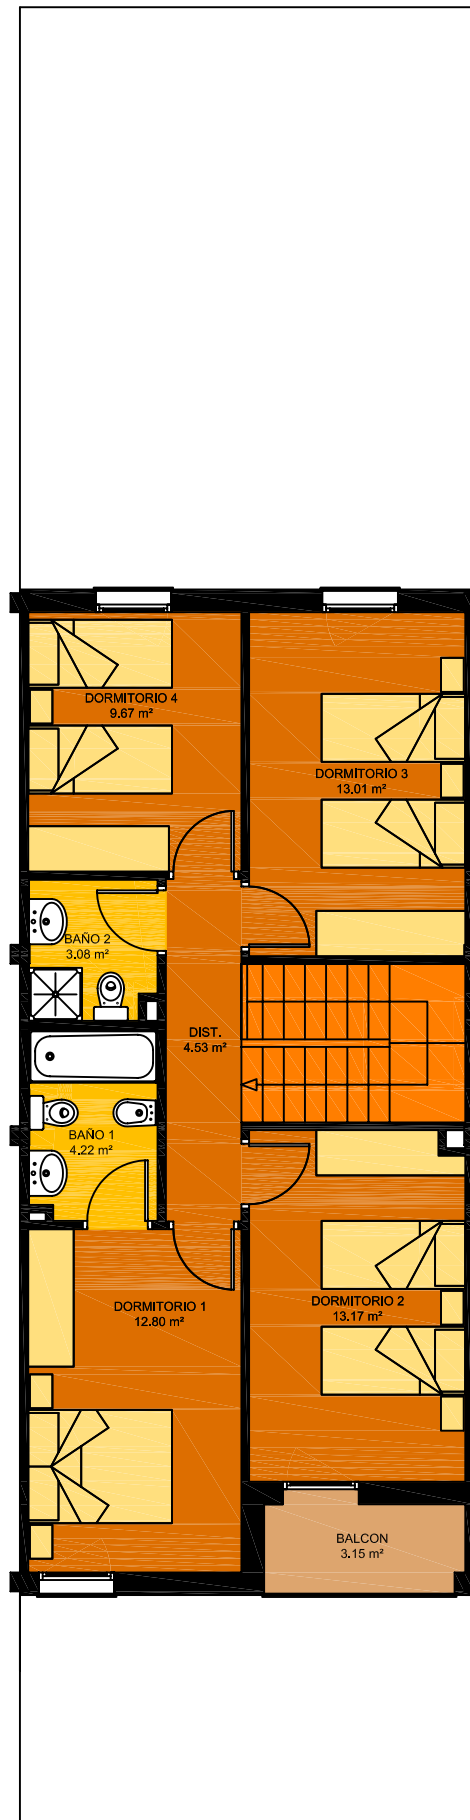 DORMITORIO 4
9.67 m²
DORMITORIO 3
13.01 m²
BAÑO 2
3.08 m²
DIST.
4.53 m²
BAÑO 1
4.22 m²
DORMITORIO 1
12.80 m²
DORMITORIO 2
13.17 m²
BALCON
3.15 m²